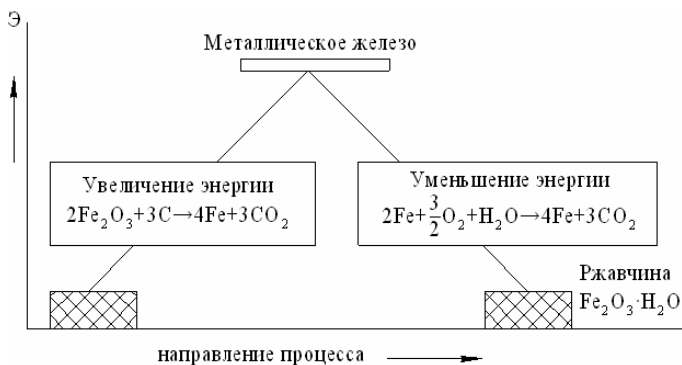 Э
Металлическое железо
Увеличение энергии
2Fe₂O₃+3C→4Fe+3CO₂
Уменьшение энергии
2Fe+3/2O₂+H₂O→4Fe+3CO₂
Ржавчина
Fe₂O₃·H₂O
направление процесса